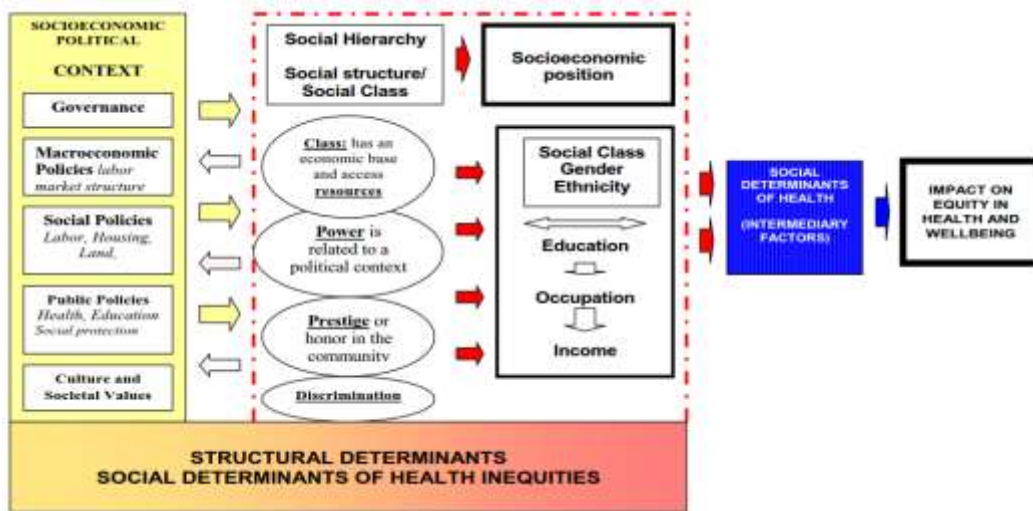 SOCIOECONOMIC
POLITICAL
CONTEXT
Governance
Macroeconomic
Policies labor
market structure
Social Policies
Labor, Housing,
Land,
Public Policies
Health, Education
Social protection
Culture and
Societal Values
Social Hierarchy
Social structure/
Social Class
Class: has an
economic base
and access
resources
Power is
related to a
political context
Prestige or
honor in the
community
Discrimination
Socioeconomic
position
Social Class
Gender
Ethnicity
Education
Occupation
Income
SOCIAL
DETERMINANTS
OF HEALTH
(INTERMEDIARY
FACTORS)
IMPACT ON
EQUITY IN
HEALTH AND
WELLBEING
STRUCTURAL DETERMINANTS
SOCIAL DETERMINANTS OF HEALTH INEQUITIES